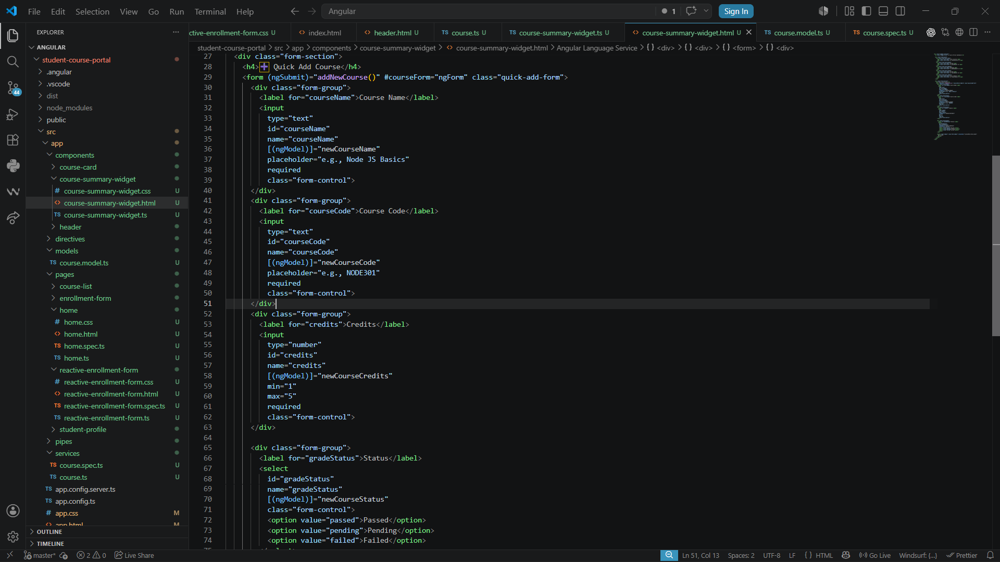 File Edit Selection View Go Run Terminal Help
Angular
1
Sign In
EXPLORER
ctive-enrollment-form.css U
index.html
header.html U
course.ts U
course-summary-widget.ts U
course-summary-widget.html U
course.model.ts U
course.spec.ts U
student-course-portal > src > app > components > course-summary-widget > course-summary-widget.html > Angular Language Service > <div> > <div> > <form> > <div>
ANGULAR
student-course-portal
.angular
.vscode
dist
node_modules
public
src
app
components
course-card
course-summary-widget
course-summary-widget.css U
course-summary-widget.html U
course-summary-widget.ts U
header
directives
models
course.model.ts U
pages
course-list
enrollment-form
home
home.css U
home.html U
home.spec.ts U
home.ts U
reactive-enrollment-form
reactive-enrollment-form.css U
reactive-enrollment-form.html U
reactive-enrollment-form.spec.ts U
reactive-enrollment-form.ts U
student-profile
pipes
services
course.spec.ts U
course.ts U
app.config.server.ts
app.config.ts
app.css M
app.html M
OUTLINE
TIMELINE
44
27 <div class="form-section">
28 <h4>➕ Quick Add Course</h4>
29 <form (ngSubmit)="addNewCourse()" #courseForm="ngForm" class="quick-add-form">
30 <div class="form-group">
31 <label for="courseName">Course Name</label>
32 <input
33 type="text"
34 id="courseName"
35 name="courseName"
36 [(ngModel)]="newCourseName"
37 placeholder="e.g., Node JS Basics"
38 required
39 class="form-control">
40 </div>
41 <div class="form-group">
42 <label for="courseCode">Course Code</label>
43 <input
44 type="text"
45 id="courseCode"
46 name="courseCode"
47 [(ngModel)]="newCourseCode"
48 placeholder="e.g., NODE301"
49 required
50 class="form-control">
51 </div>
52 <div class="form-group">
53 <label for="credits">Credits</label>
54 <input
55 type="number"
56 id="credits"
57 name="credits"
58 [(ngModel)]="newCourseCredits"
59 min="1"
60 max="5"
61 required
62 class="form-control">
63 </div>
64
65 <div class="form-group">
66 <label for="gradeStatus">Status</label>
67 <select
68 id="gradeStatus"
69 name="gradeStatus"
70 [(ngModel)]="newCourseStatus"
71 class="form-control">
72 <option value="passed">Passed</option>
73 <option value="pending">Pending</option>
74 <option value="failed">Failed</option>
master* 2 0 Live Share
Ln 51, Col 13 Spaces: 2 UTF-8 LF HTML Go Live Windsurf: {...} Prettier